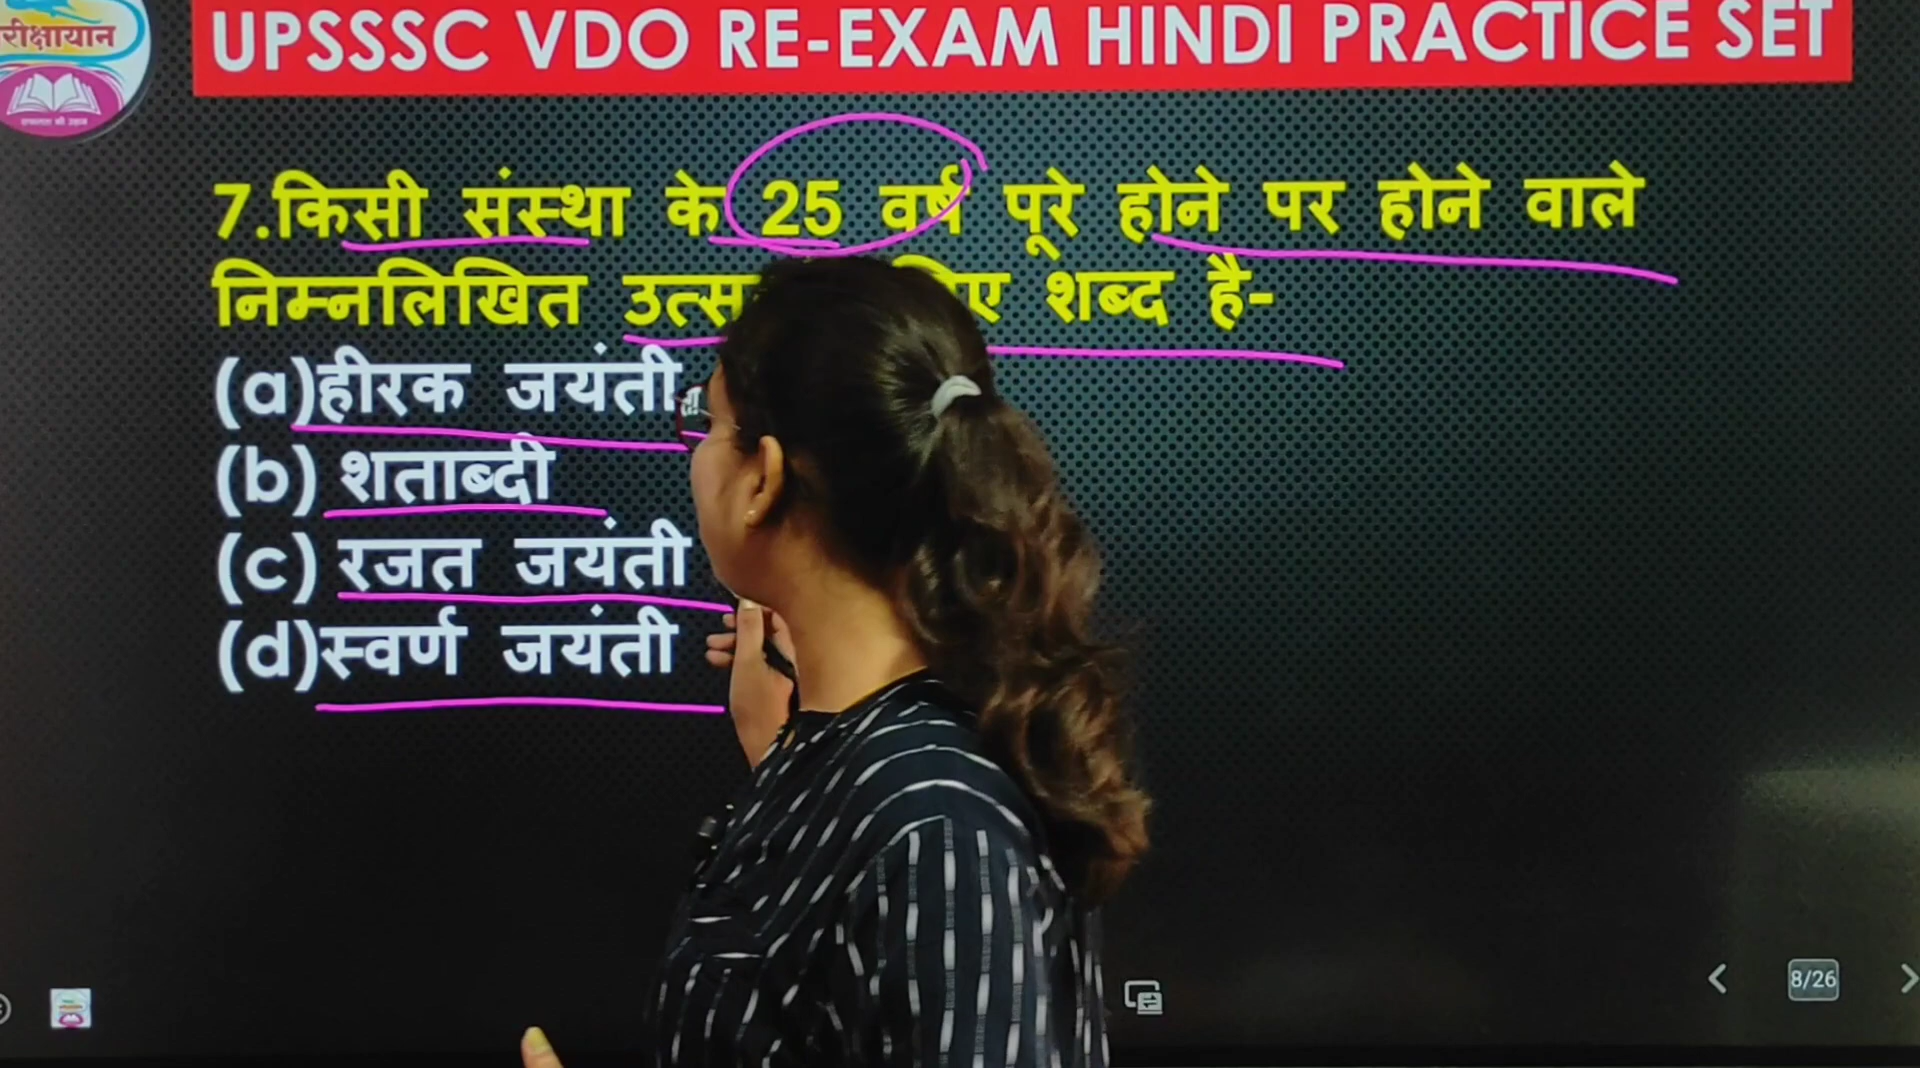 रीक्षायान
UPSSSC VDO RE-EXAM HINDI PRACTICE SET
7.किसी संस्था के 25 वर्ष पूरे होने पर होने वाले
निम्नलिखित शब्द है-
(a)हीरक जयंती
(b) शताब्दी
(c) रजत जयंती
(d)स्वर्ण जयंती
8/26